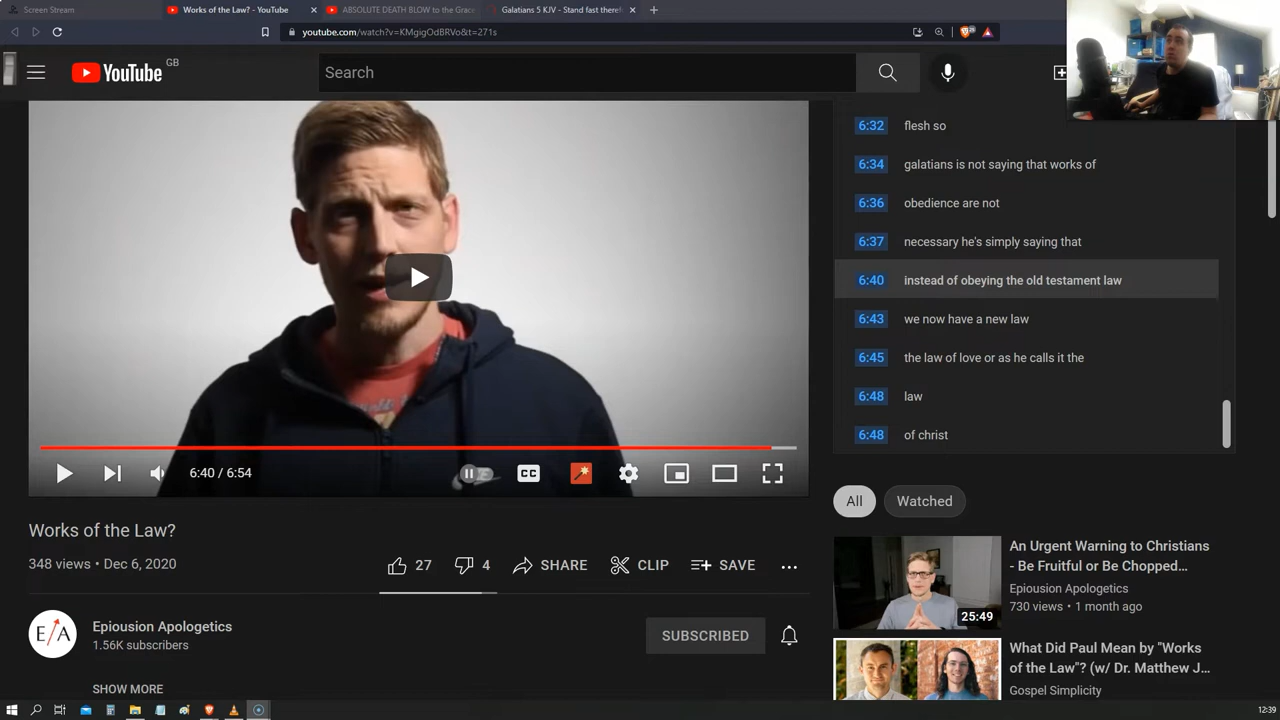 Screen Stream
Works of the Law? - YouTube
ABSOLUTE DEATH BLOW to the Grace
Galatians 5 KJV - Stand fast theref
youtube.com/watch?v=KMgigOdBRVo&t=271s
YouTube GB
Search
6:32 flesh so
6:34 galatians is not saying that works of
6:36 obedience are not
6:37 necessary he's simply saying that
6:40 instead of obeying the old testament law
6:43 we now have a new law
6:45 the law of love or as he calls it the
6:48 law
6:48 of christ
6:40 / 6:54
CC
All
Watched
Works of the Law?
348 views • Dec 6, 2020
27
4
SHARE
CLIP
SAVE
E/A
Epiousion Apologetics
1.56K subscribers
SUBSCRIBED
SHOW MORE
An Urgent Warning to Christians
- Be Fruitful or Be Chopped...
Epiousion Apologetics
730 views • 1 month ago
25:49
What Did Paul Mean by "Works
of the Law"? (w/ Dr. Matthew J...
Gospel Simplicity
12:39